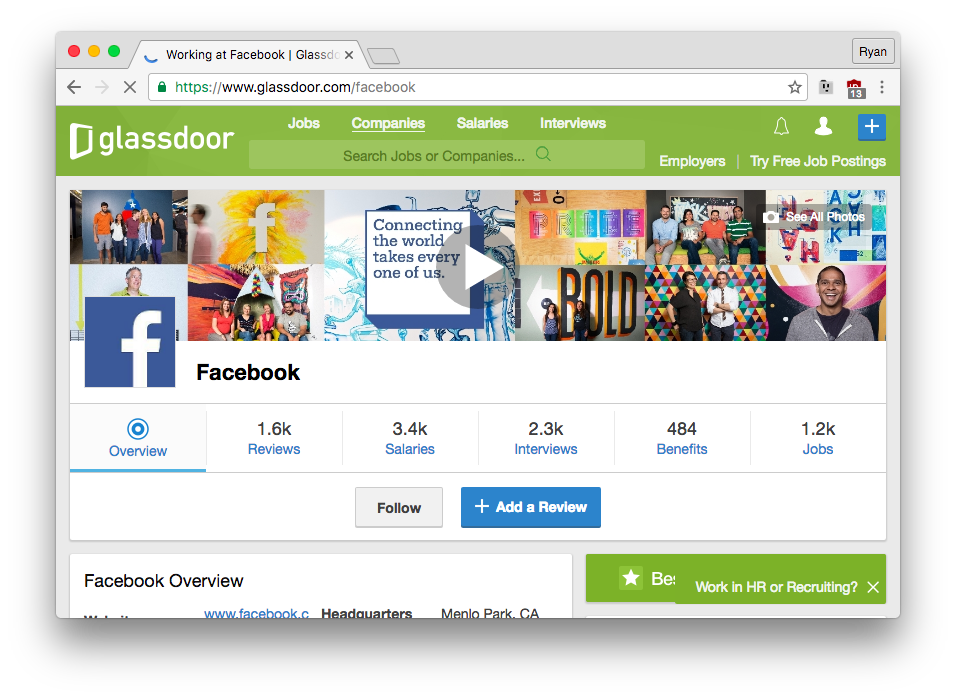 Working at Facebook | Glassdo
Ryan
https://www.glassdoor.com/facebook
13
glassdoor
Jobs
Companies
Salaries
Interviews
Search Jobs or Companies...
Employers
Try Free Job Postings
Connecting
the world
takes every
one of us.
See All Photos
BOLD
f
Facebook
Overview
1.6k
Reviews
3.4k
Salaries
2.3k
Interviews
484
Benefits
1.2k
Jobs
Follow
+ Add a Review
Facebook Overview
www.facebook.c
Headquarters
Menlo Park, CA
Bes
Work in HR or Recruiting?